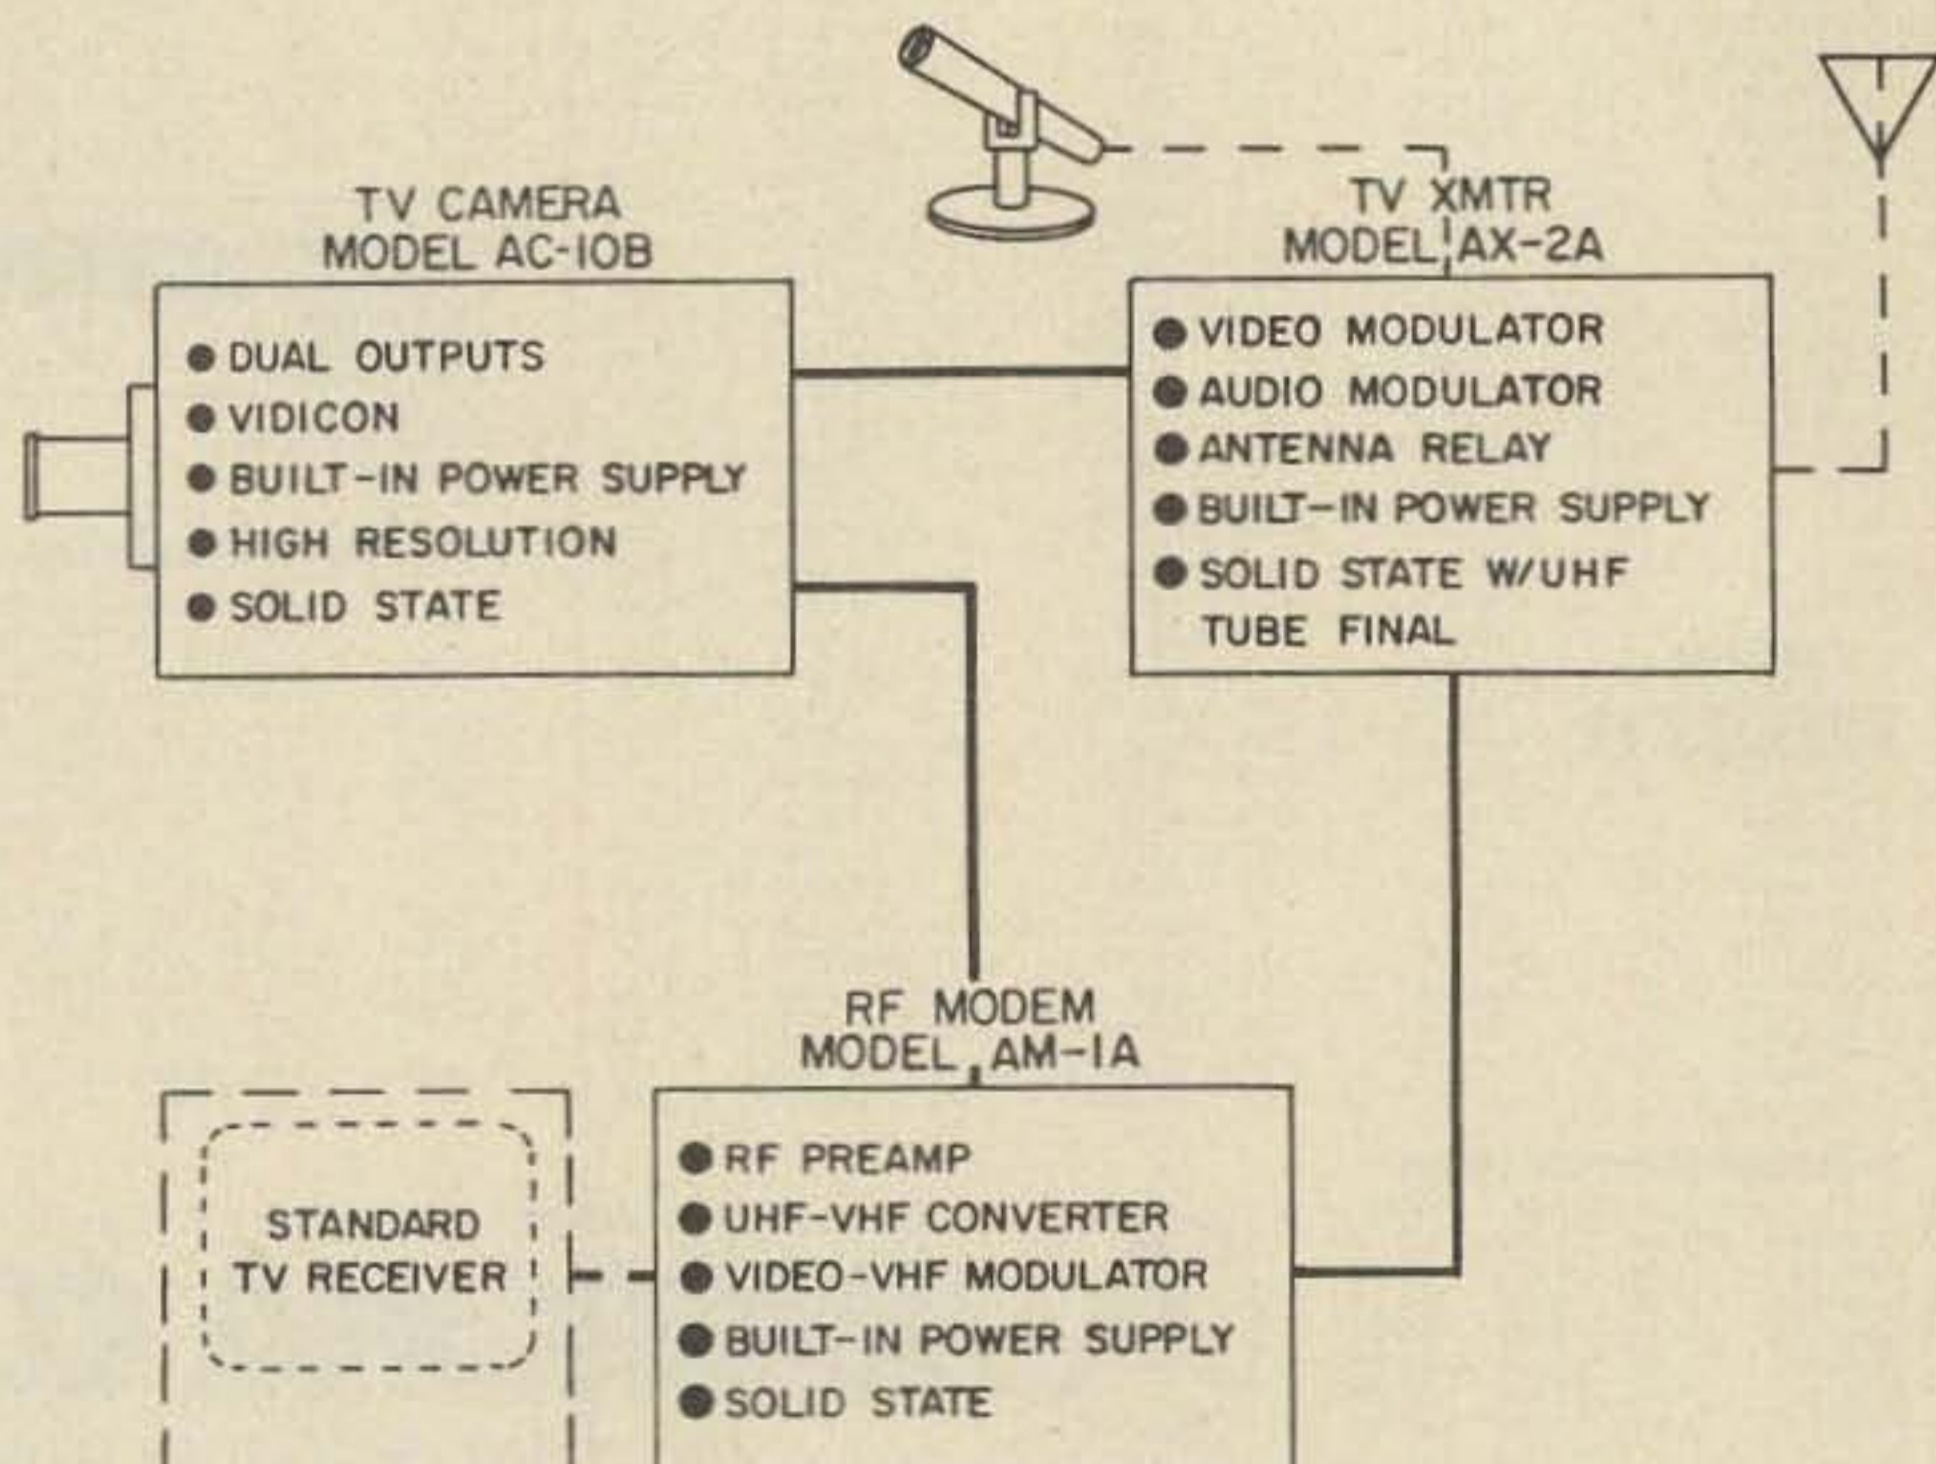 TV CAMERA
MODEL AC-10B
● DUAL OUTPUTS
● VIDICON
● BUILT-IN POWER SUPPLY
● HIGH RESOLUTION
● SOLID STATE
TV XMTR
MODEL AX-2A
● VIDEO MODULATOR
● AUDIO MODULATOR
● ANTENNA RELAY
● BUILT-IN POWER SUPPLY
● SOLID STATE W/UHF
TUBE FINAL
RF MODEM
MODEL AM-1A
● RF PREAMP
● UHF-VHF CONVERTER
● VIDEO-VHF MODULATOR
● BUILT-IN POWER SUPPLY
● SOLID STATE
STANDARD
TV RECEIVER